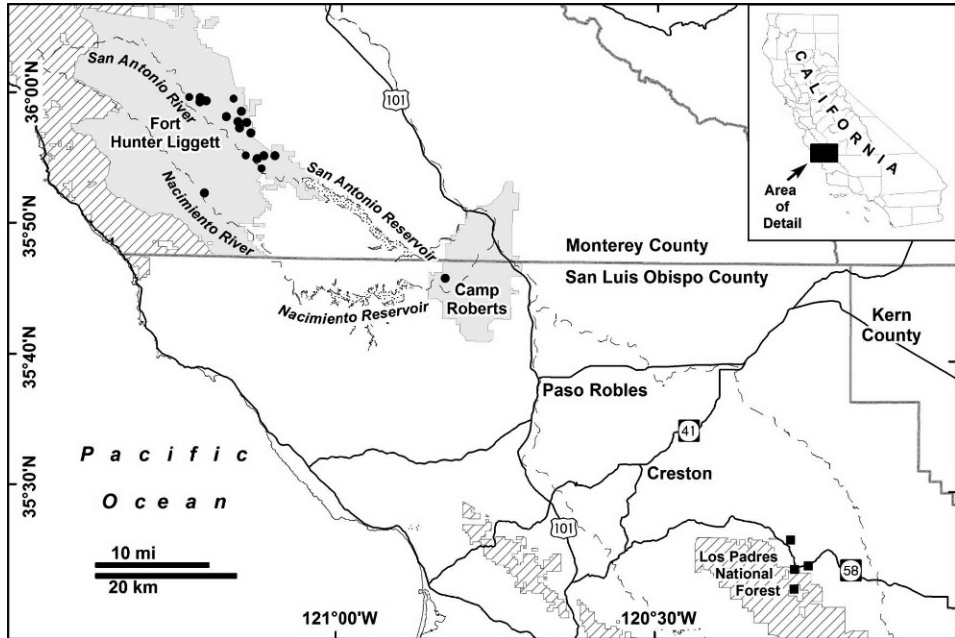 36°00'N
35°50'N
35°40'N
35°30'N
San Antonio River
Fort
Hunter Liggett
Nacimiento River
101
San Antonio Reservoir
CALIFORNIA
Area
of
Detail
Monterey County
San Luis Obispo County
Camp
Roberts
Nacimiento Reservoir
Kern
County
Paso Robles
41
Creston
Pacific
Ocean
101
10 mi
20 km
Los Padres
National
Forest
58
121°00'W
120°30'W